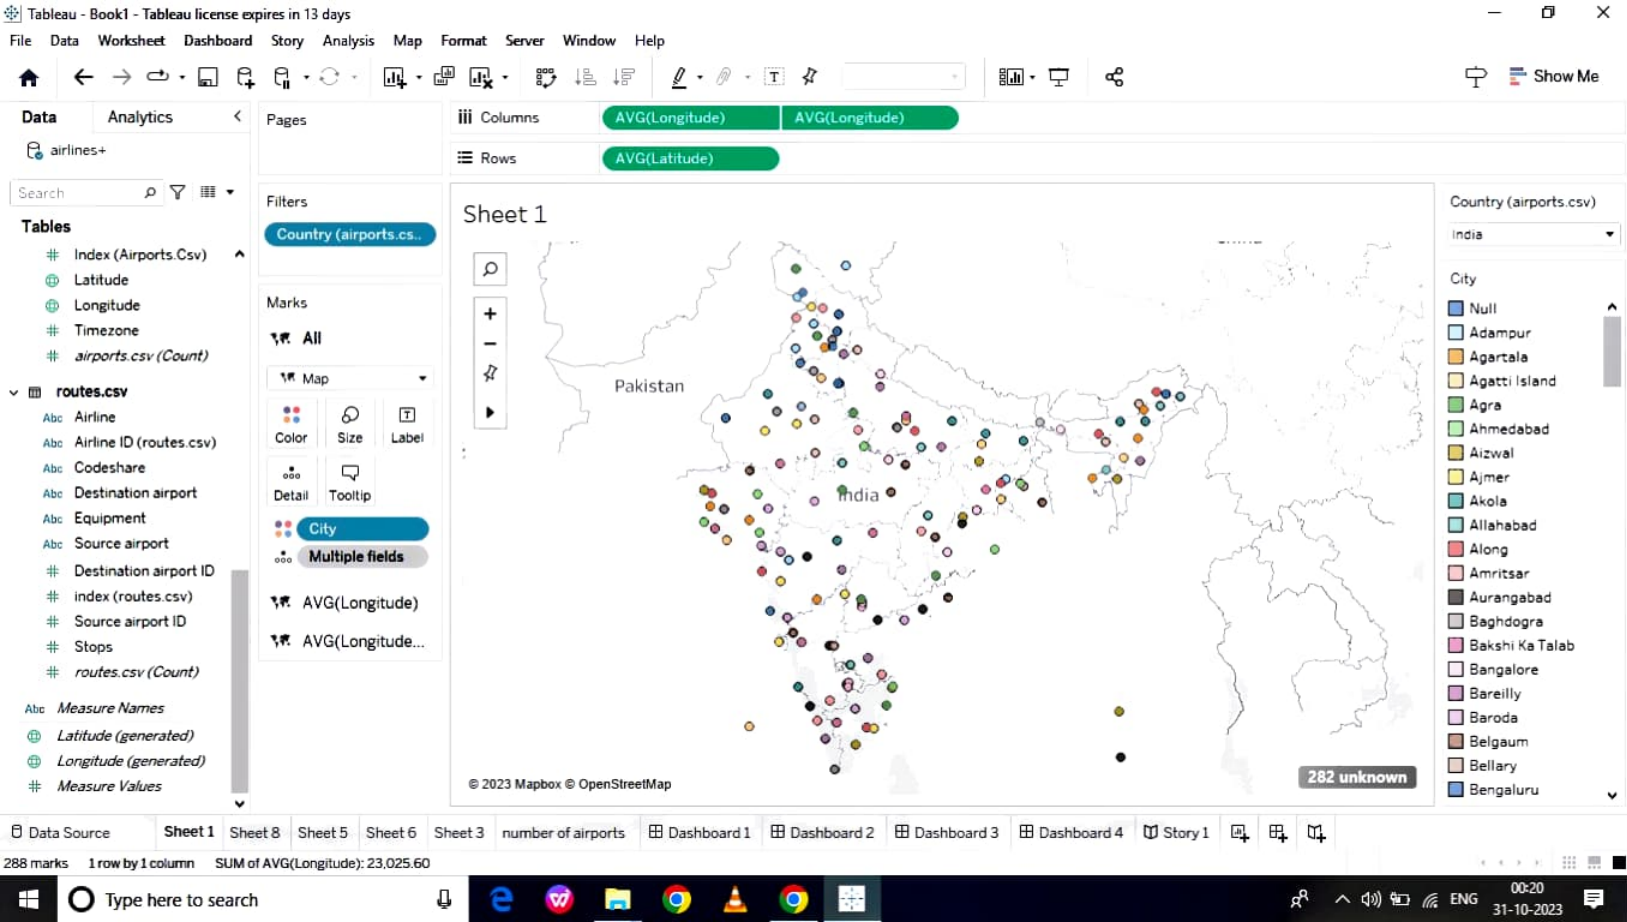 Tableau - Book1 - Tableau license expires in 13 days
File Data Worksheet Dashboard Story Analysis Map Format Server Window Help
Show Me
Data Analytics
airlines+
Search
Tables
Index (Airports.Csv)
Latitude
Longitude
Timezone
airports.csv (Count)
routes.csv
Abc Airline
Abc Airline ID (routes.csv)
Abc Codeshare
Abc Destination airport
Abc Equipment
Abc Source airport
Destination airport ID
index (routes.csv)
Source airport ID
Stops
routes.csv (Count)
Abc Measure Names
Latitude (generated)
Longitude (generated)
Measure Values
Pages
Filters
Country (airports.cs..
Marks
All
Map
Color Size Label
Detail Tooltip
City
Multiple fields
AVG(Longitude)
AVG(Longitude...
Columns AVG(Longitude) AVG(Longitude)
Rows AVG(Latitude)
Sheet 1
Pakistan
India
© 2023 Mapbox © OpenStreetMap
282 unknown
Country (airports.csv)
India
City
Null
Adampur
Agartala
Agatti Island
Agra
Ahmedabad
Aizwal
Ajmer
Akola
Allahabad
Along
Amritsar
Aurangabad
Baghdogra
Bakshi Ka Talab
Bangalore
Bareilly
Baroda
Belgaum
Bellary
Bengaluru
Data Source Sheet 1 Sheet 8 Sheet 5 Sheet 6 Sheet 3 number of airports Dashboard 1 Dashboard 2 Dashboard 3 Dashboard 4 Story 1
288 marks 1 row by 1 column SUM of AVG(Longitude): 23,025.60
Type here to search
ENG
00:20
31-10-2023